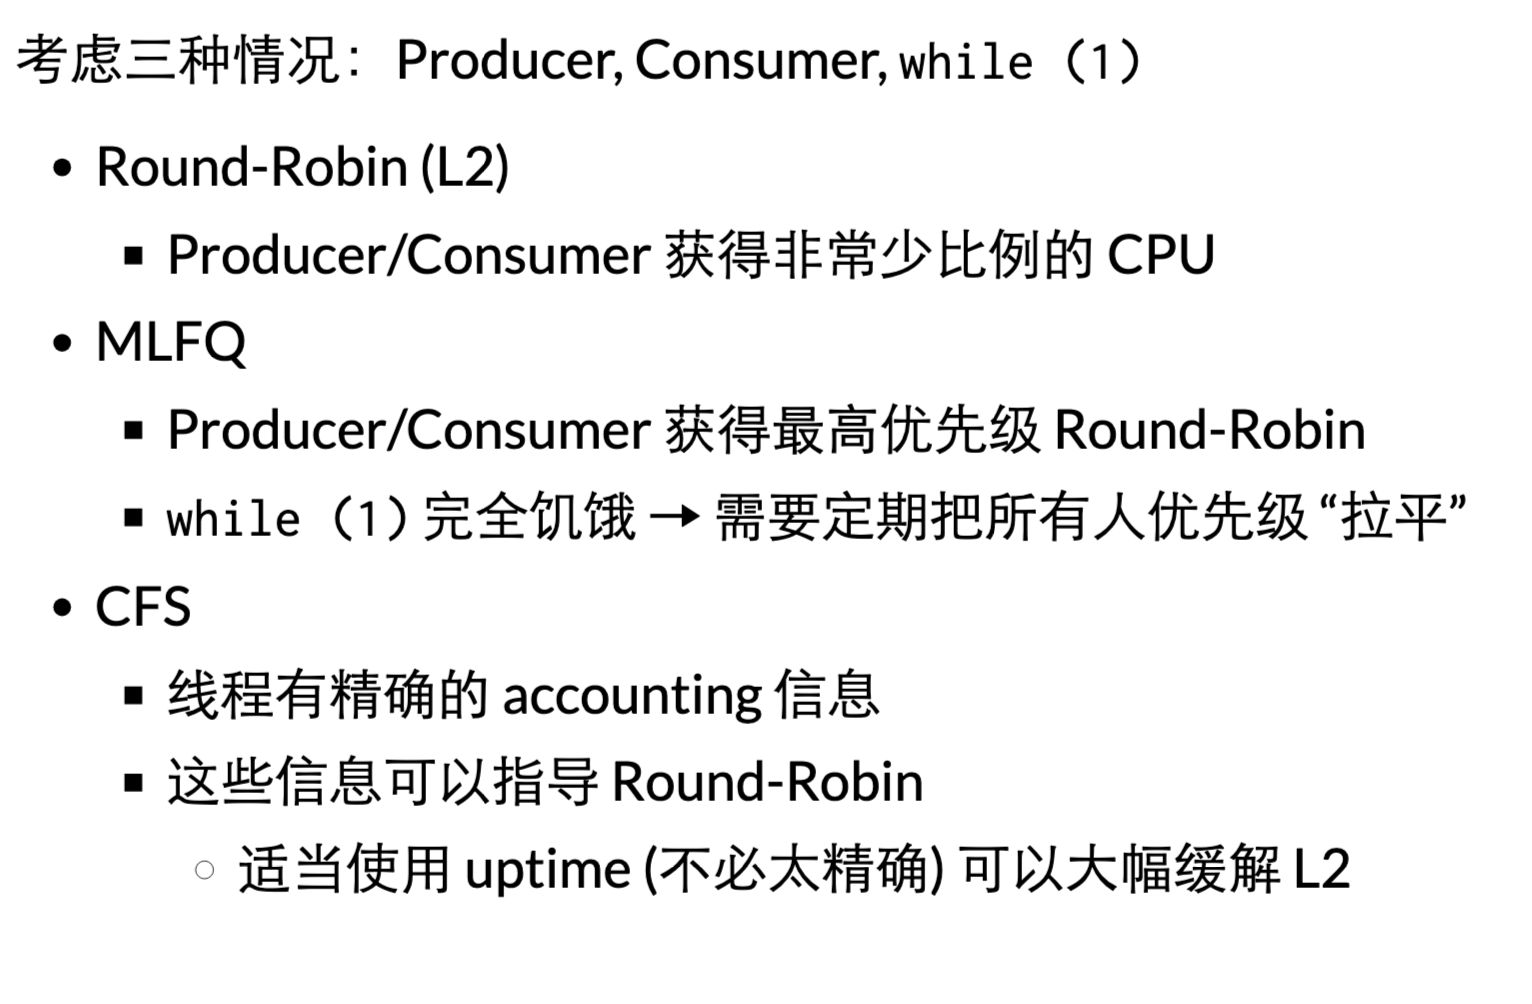 考虑三种情况：Producer, Consumer, while (1)
Round-Robin (L2)
Producer/Consumer 获得非常少比例的 CPU
MLFQ
Producer/Consumer 获得最高优先级 Round-Robin
while (1) 完全饥饿 → 需要定期把所有人优先级 “拉平”
CFS
线程有精确的 accounting 信息
这些信息可以指导 Round-Robin
适当使用 uptime (不必太精确) 可以大幅缓解 L2